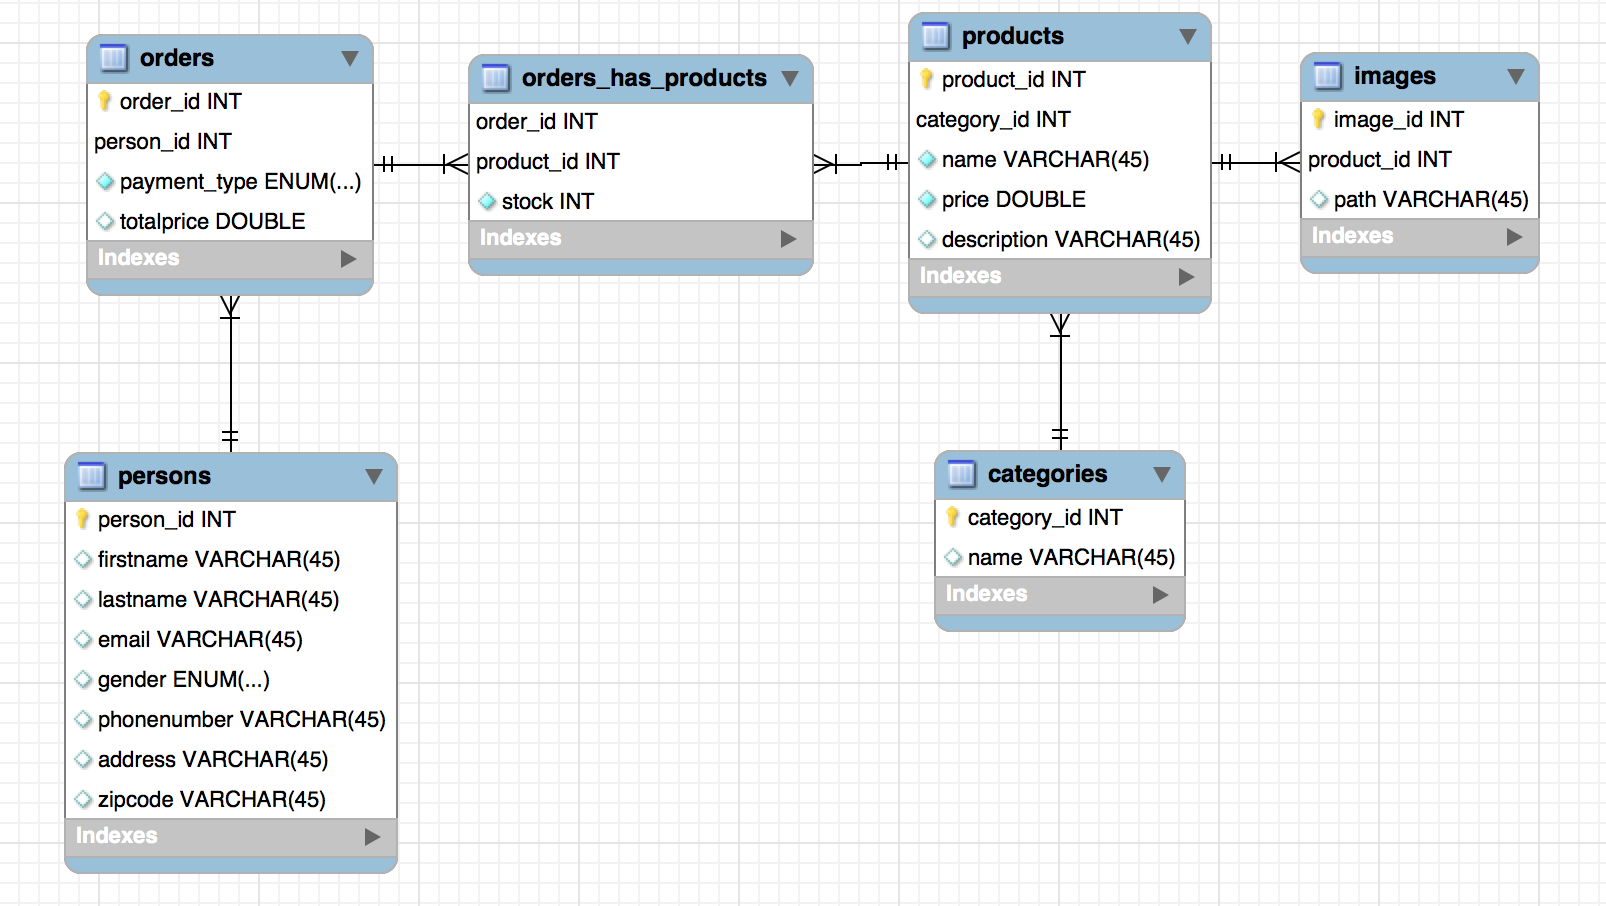 orders
order_id INT
person_id INT
payment_type ENUM(...)
totalprice DOUBLE
Indexes
orders_has_products
order_id INT
product_id INT
stock INT
Indexes
products
product_id INT
category_id INT
name VARCHAR(45)
price DOUBLE
description VARCHAR(45)
Indexes
images
image_id INT
product_id INT
path VARCHAR(45)
Indexes
persons
person_id INT
firstname VARCHAR(45)
lastname VARCHAR(45)
email VARCHAR(45)
gender ENUM(...)
phonenumber VARCHAR(45)
address VARCHAR(45)
zipcode VARCHAR(45)
Indexes
categories
category_id INT
name VARCHAR(45)
Indexes